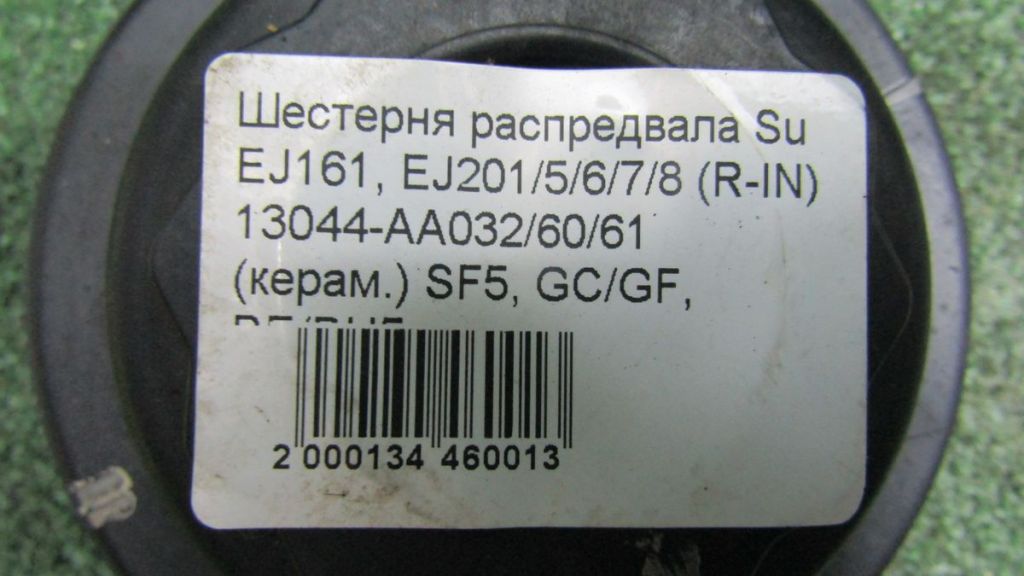 Шестерня распредвала Su
EJ161, EJ201/5/6/7/8 (R-IN)
13044-AA032/60/61
(керам.) SF5, GC/GF,
2 000134 460013